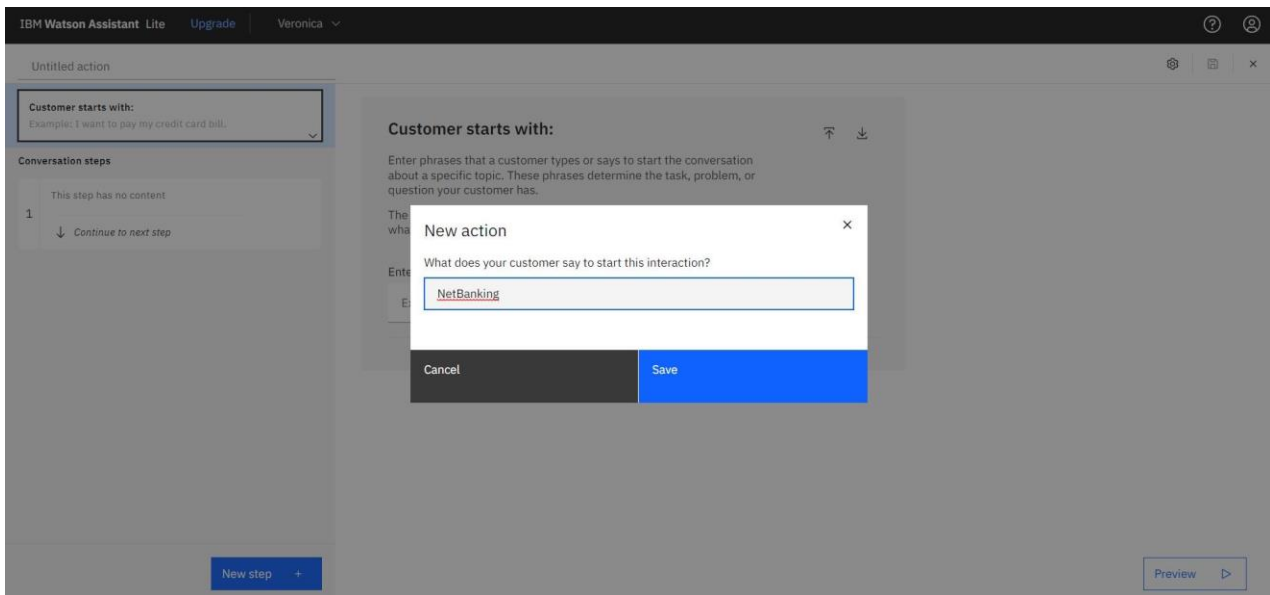 IBM Watson Assistant Lite Upgrade Veronica
Untitled action
Customer starts with:
Example: I want to pay my credit card bill.
Conversation steps
1
This step has no content
Continue to next step
New step +
Customer starts with:
Enter phrases that a customer types or says to start the conversation
about a specific topic. These phrases determine the task, problem, or
question your customer has.
The
Ente
New action
What does your customer say to start this interaction?
NetBanking
Cancel
Save
Preview